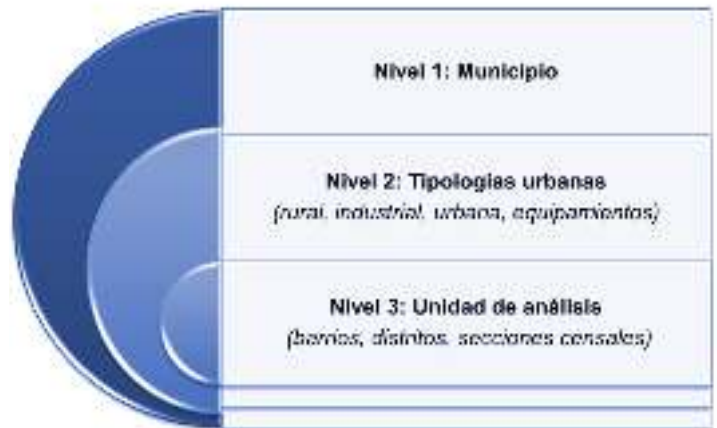 Nivel 1: Municipio
Nivel 2: Tipologías urbanas
(rural, industrial, urbana, equipamientos)
Nivel 3: Unidad de análisis
(barrios, distritos, secciones censales)